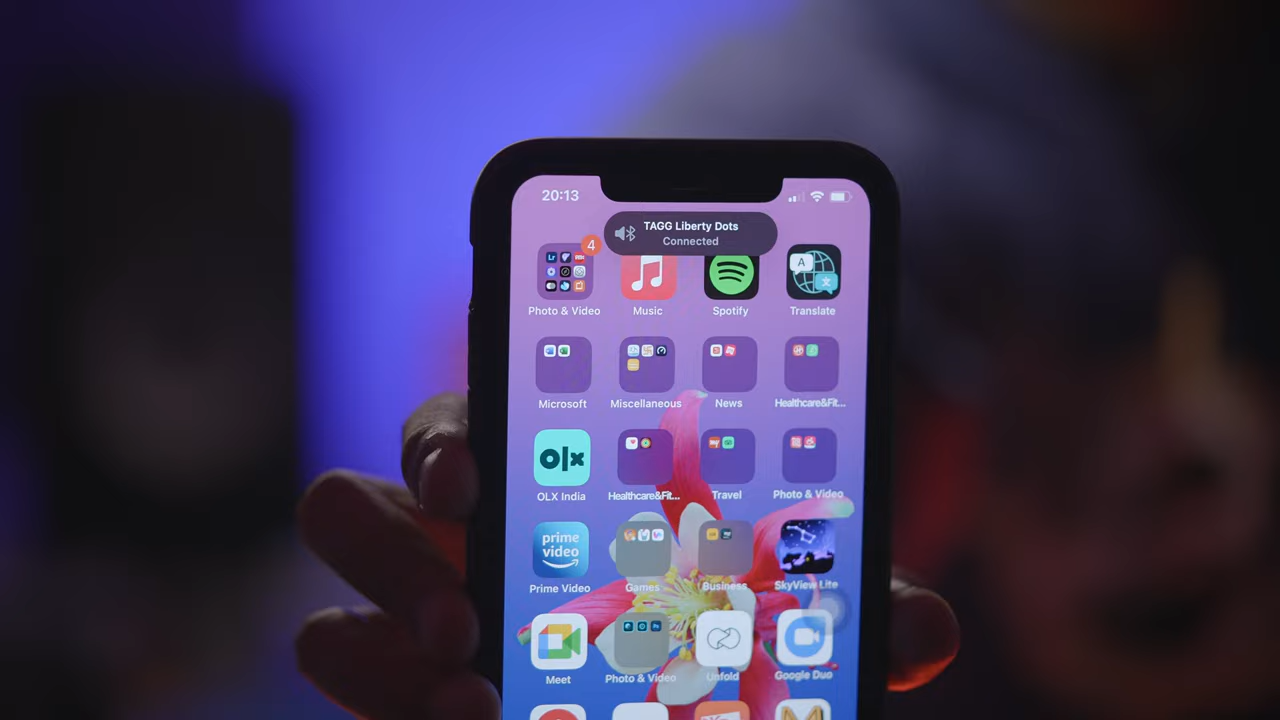 20:13
TAGG Liberty Dots
Connected
4
Photo & Video
Music
Spotify
A
文
Translate
Microsoft
Miscellaneous
News
Healthcare&Fit...
olx
OLX India
Healthcare&Fit...
Travel
Photo & Video
prime
video
Prime Video
Games
Business
SkyView Lite
Meet
Photo & Video
Unfold
Google Duo